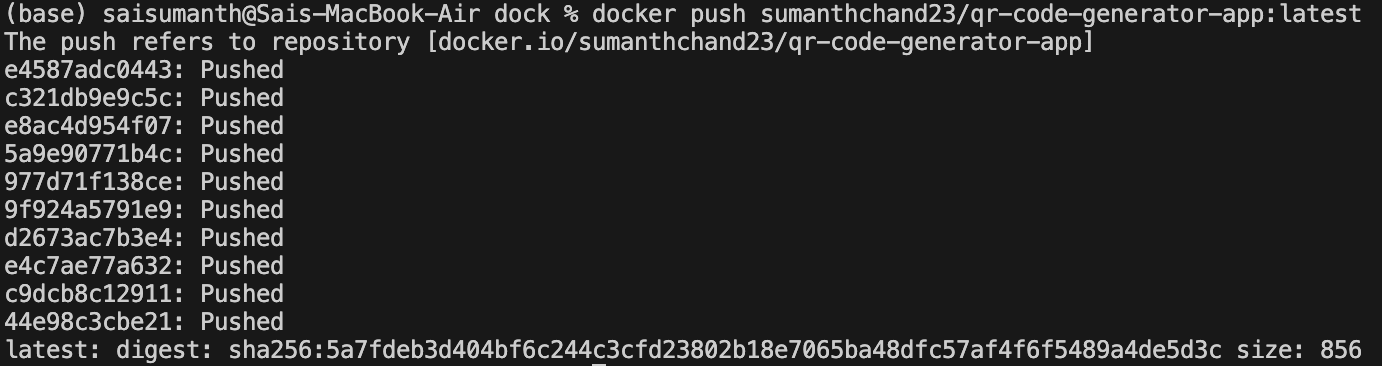 (base) saisumanth@Sais-MacBook-Air dock % docker push sumanthchand23/qr-code-generator-app:latest
The push refers to repository [docker.io/sumanthchand23/qr-code-generator-app]
e4587adc0443: Pushed
c321db9e9c5c: Pushed
e8ac4d954f07: Pushed
5a9e90771b4c: Pushed
977d71f138ce: Pushed
9f924a5791e9: Pushed
d2673ac7b3e4: Pushed
e4c7ae77a632: Pushed
c9dcb8c12911: Pushed
44e98c3cbe21: Pushed
latest: digest: sha256:5a7fdeb3d404bf6c244c3cfd23802b18e7065ba48dfc57af4f6f5489a4de5d3c size: 856